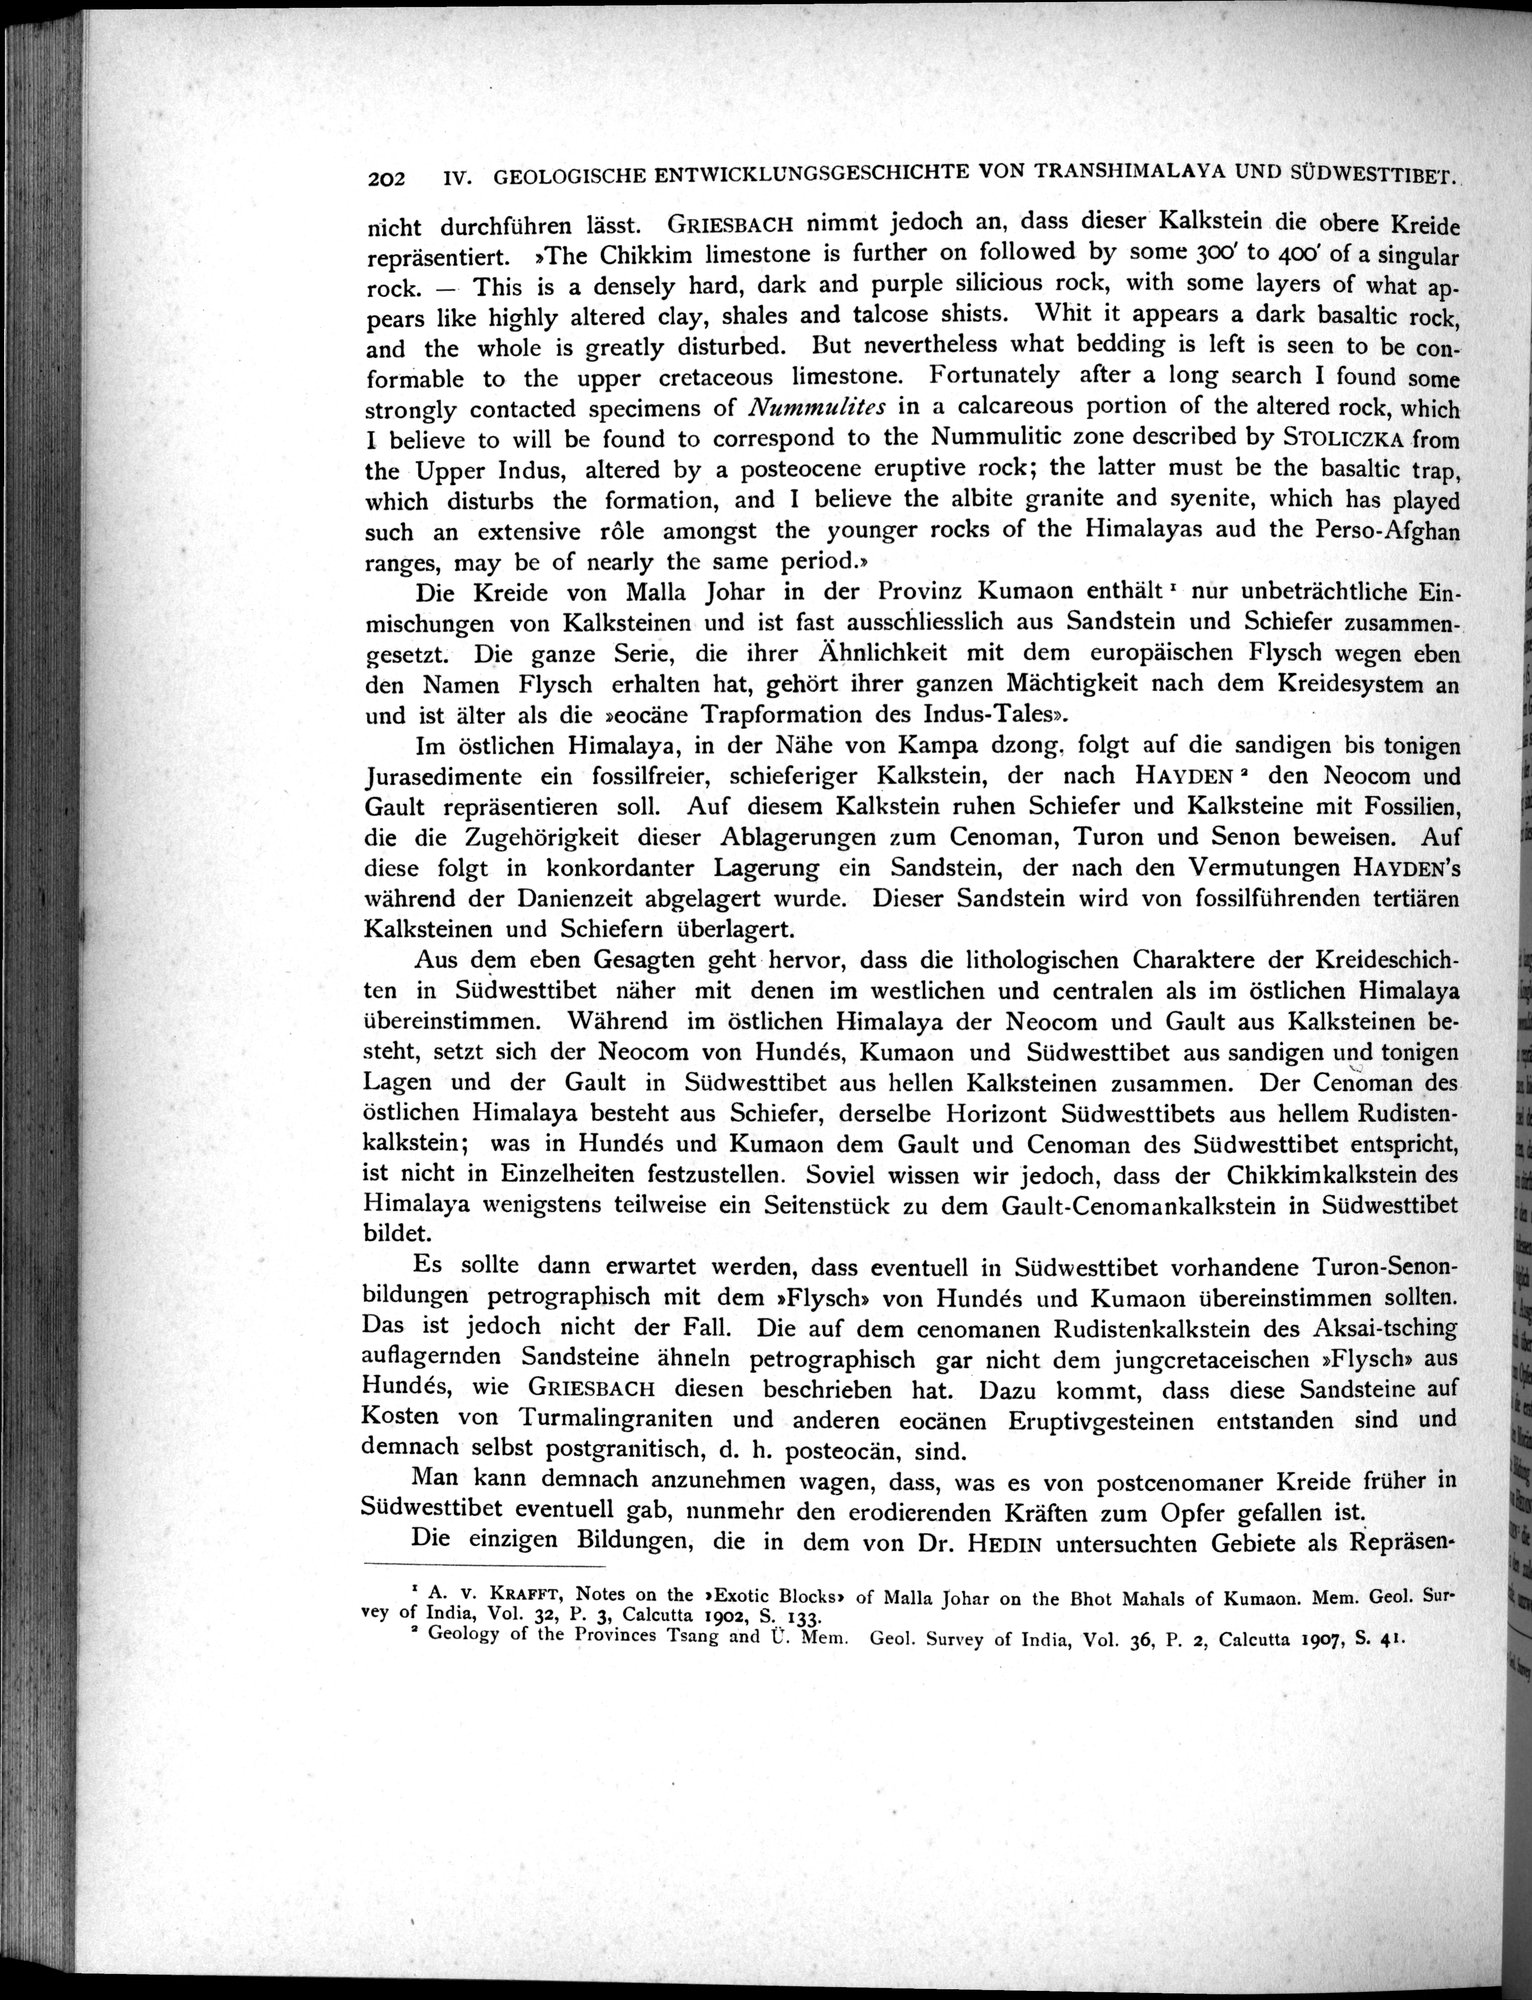 202 IV. GEOLOGISCHE ENTWICKLUNGSGESCHICHTE VON TRANSHIMALAYA UND SÜDWESTTIBET.
nicht durchführen lässt. GRIESBACH nimmt jedoch an, dass dieser Kalkstein die obere Kreide
repräsentiert. »The Chikkim limestone is further on followed by some 300′ to 400′ of a singular
rock. — This is a densely hard, dark and purple silicious rock, with some layers of what ap-
pears like highly altered clay, shales and talcose shists. Whit it appears a dark basaltic rock,
and the whole is greatly disturbed. But nevertheless what bedding is left is seen to be con-
formable to the upper cretaceous limestone. Fortunately after a long search I found some
strongly contacted specimens of Nummulites in a calcareous portion of the altered rock, which
I believe to will be found to correspond to the Nummulitic zone described by STOLICZKA from
the Upper Indus, altered by a posteocene eruptive rock; the latter must be the basaltic trap,
which disturbs the formation, and I believe the albite granite and syenite, which has played
such an extensive rôle amongst the younger rocks of the Himalayas aud the Perso-Afghan
ranges, may be of nearly the same period.»
Die Kreide von Malla Johar in der Provinz Kumaon enthält¹ nur unbeträchtliche Ein-
mischungen von Kalksteinen und ist fast ausschliesslich aus Sandstein und Schiefer zusammen-
gesetzt. Die ganze Serie, die ihrer Ähnlichkeit mit dem europäischen Flysch wegen eben
den Namen Flysch erhalten hat, gehört ihrer ganzen Mächtigkeit nach dem Kreidesystem an
und ist älter als die »eocäne Trapformation des Indus-Tales».
Im östlichen Himalaya, in der Nähe von Kampa dzong, folgt auf die sandigen bis tonigen
Jurasedimente ein fossilfreier, schieferiger Kalkstein, der nach HAYDEN² den Neocom und
Gault repräsentieren soll. Auf diesem Kalkstein ruhen Schiefer und Kalksteine mit Fossilien,
die die Zugehörigkeit dieser Ablagerungen zum Cenoman, Turon und Senon beweisen. Auf
diese folgt in konkordanter Lagerung ein Sandstein, der nach den Vermutungen HAYDEN's
während der Danienzeit abgelagert wurde. Dieser Sandstein wird von fossilführenden tertiären
Kalksteinen und Schiefern überlagert.
Aus dem eben Gesagten geht hervor, dass die lithologischen Charaktere der Kreideschich-
ten in Südwesttibet näher mit denen im westlichen und centralen als im östlichen Himalaya
übereinstimmen. Während im östlichen Himalaya der Neocom und Gault aus Kalksteinen be-
steht, setzt sich der Neocom von Hundés, Kumaon und Südwesttibet aus sandigen und tonigen
Lagen und der Gault in Südwesttibet aus hellen Kalksteinen zusammen. Der Cenoman des
östlichen Himalaya besteht aus Schiefer, derselbe Horizont Südwesttibets aus hellem Rudisten-
kalkstein; was in Hundés und Kumaon dem Gault und Cenoman des Südwesttibet entspricht,
ist nicht in Einzelheiten festzustellen. Soviel wissen wir jedoch, dass der Chikkimkalkstein des
Himalaya wenigstens teilweise ein Seitenstück zu dem Gault-Cenomankalkstein in Südwesttibet
bildet.
Es sollte dann erwartet werden, dass eventuell in Südwesttibet vorhandene Turon-Senon-
bildungen petrographisch mit dem »Flysch» von Hundés und Kumaon übereinstimmen sollten.
Das ist jedoch nicht der Fall. Die auf dem cenomanen Rudistenkalkstein des Aksai-tsching
auflagernden Sandsteine ähneln petrographisch gar nicht dem jungcretaceischen »Flysch» aus
Hundés, wie GRIESBACH diesen beschrieben hat. Dazu kommt, dass diese Sandsteine auf
Kosten von Turmalingraniten und anderen eocänen Eruptivgesteinen entstanden sind und
demnach selbst postgranitisch, d. h. posteocän, sind.
Man kann demnach anzunehmen wagen, dass, was es von postcenomaner Kreide früher in
Südwesttibet eventuell gab, nunmehr den erodierenden Kräften zum Opfer gefallen ist.
Die einzigen Bildungen, die in dem von Dr. HEDIN untersuchten Gebiete als Repräsen-
¹ A. v. KRAFFT, Notes on the »Exotic Blocks» of Malla Johar on the Bhot Mahals of Kumaon. Mem. Geol. Sur-
vey of India, Vol. 32, P. 3, Calcutta 1902, S. 133.
² Geology of the Provinces Tsang and Ü. Mem. Geol. Survey of India, Vol. 36, P. 2, Calcutta 1907, S. 41.